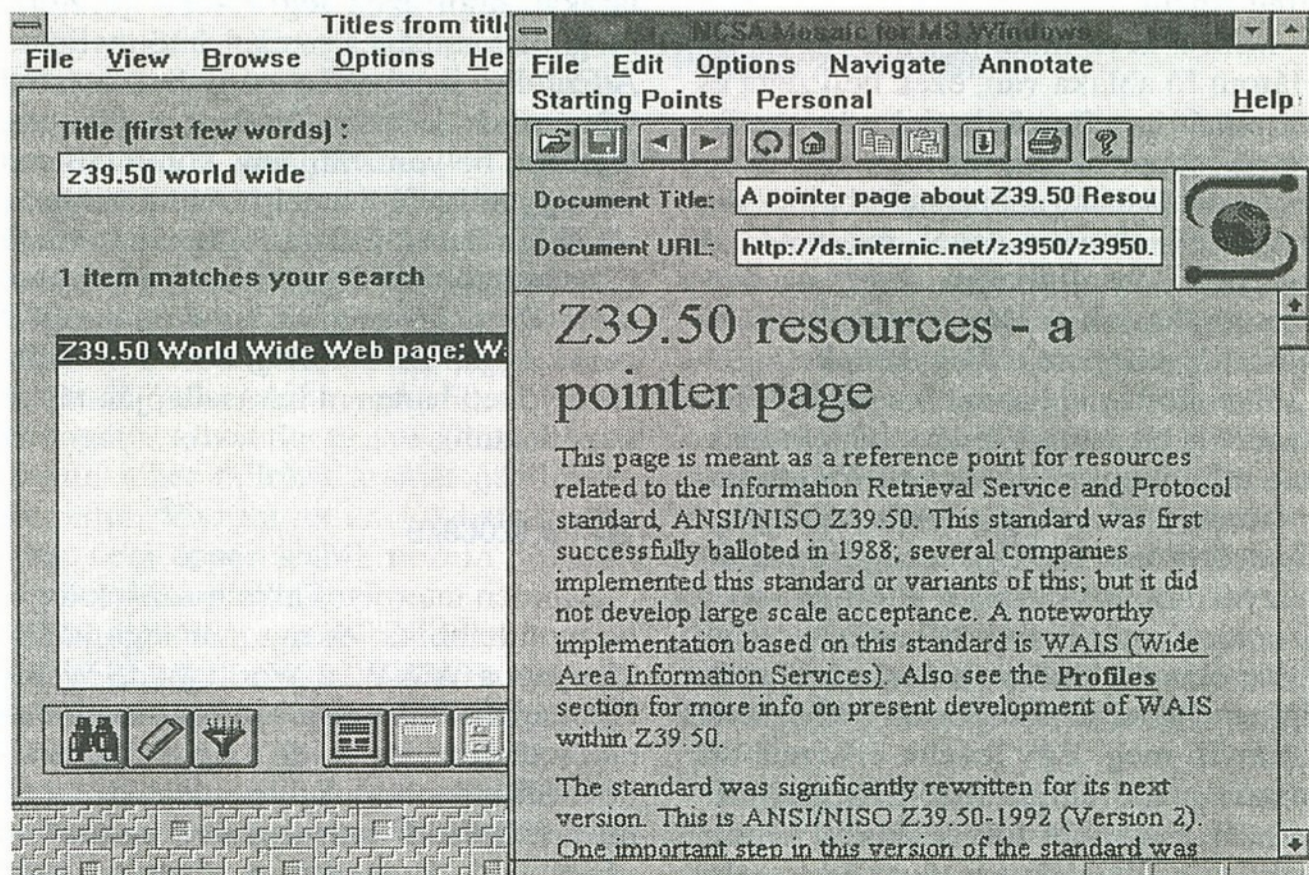 Titles from titl
File View Browse Options He
Title (first few words) :
z39.50 world wide
1 item matches your search
Z39.50 World Wide Web page; W
NCSA Mosaic for MS Windows
File Edit Options Navigate Annotate
Starting Points Personal Help
Document Title: A pointer page about Z39.50 Resou
Document URL: http://ds.internic.net/z3950/z3950.
Z39.50 resources - a
pointer page
This page is meant as a reference point for resources
related to the Information Retrieval Service and Protocol
standard, ANSI/NISO Z39.50. This standard was first
successfully balloted in 1988; several companies
implemented this standard or variants of this; but it did
not develop large scale acceptance. A noteworthy
implementation based on this standard is WAIS (Wide
Area Information Services). Also see the Profiles
section for more info on present development of WAIS
within Z39.50.
The standard was significantly rewritten for its next
version. This is ANSI/NISO Z39.50-1992 (Version 2).
One important step in this version of the standard was